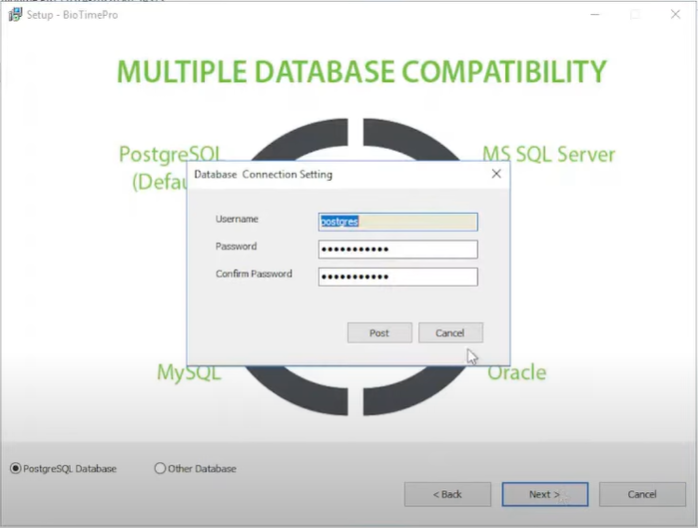 Setup - BioTimePro
MULTIPLE DATABASE COMPATIBILITY
PostgreSQL
(Defau
MS SQL Server
Database Connection Setting
Username
postgres
Password
•••••••••••
Confirm Password
•••••••••••
Post
Cancel
MySQL
Oracle
PostgreSQL Database
Other Database
< Back
Next >
Cancel